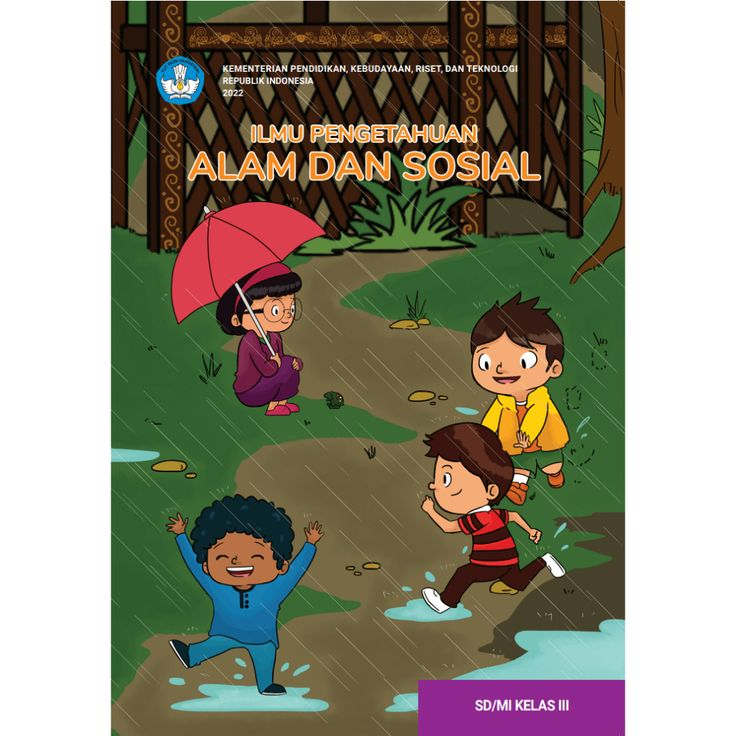 KEMENTERIAN PENDIDIKAN, KEBUDAYAAN, RISET, DAN TEKNOLOGI
REPUBLIK INDONESIA
2022
ILMU PENGETAHUAN
ALAM DAN SOSIAL
SD/MI KELAS III